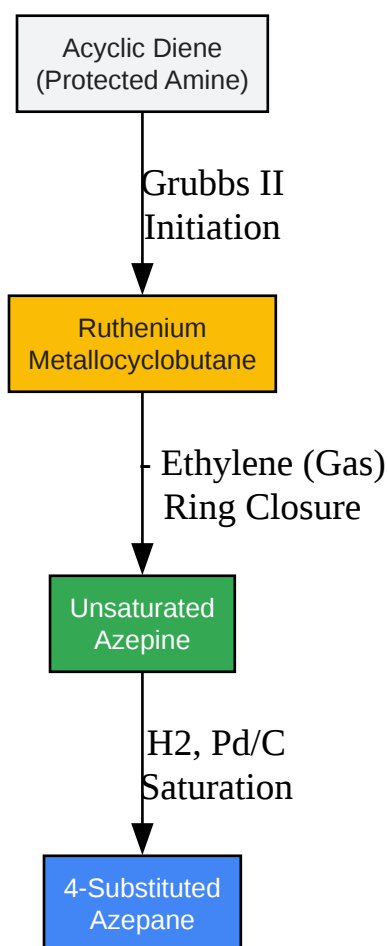 Acyclic Diene
(Protected Amine)
Grubbs II
Initiation
Ruthenium
Metallocyclobutane
- Ethylene (Gas)
Ring Closure
Unsaturated
Azepine
H2, Pd/C
Saturation
4-Substituted
Azepane